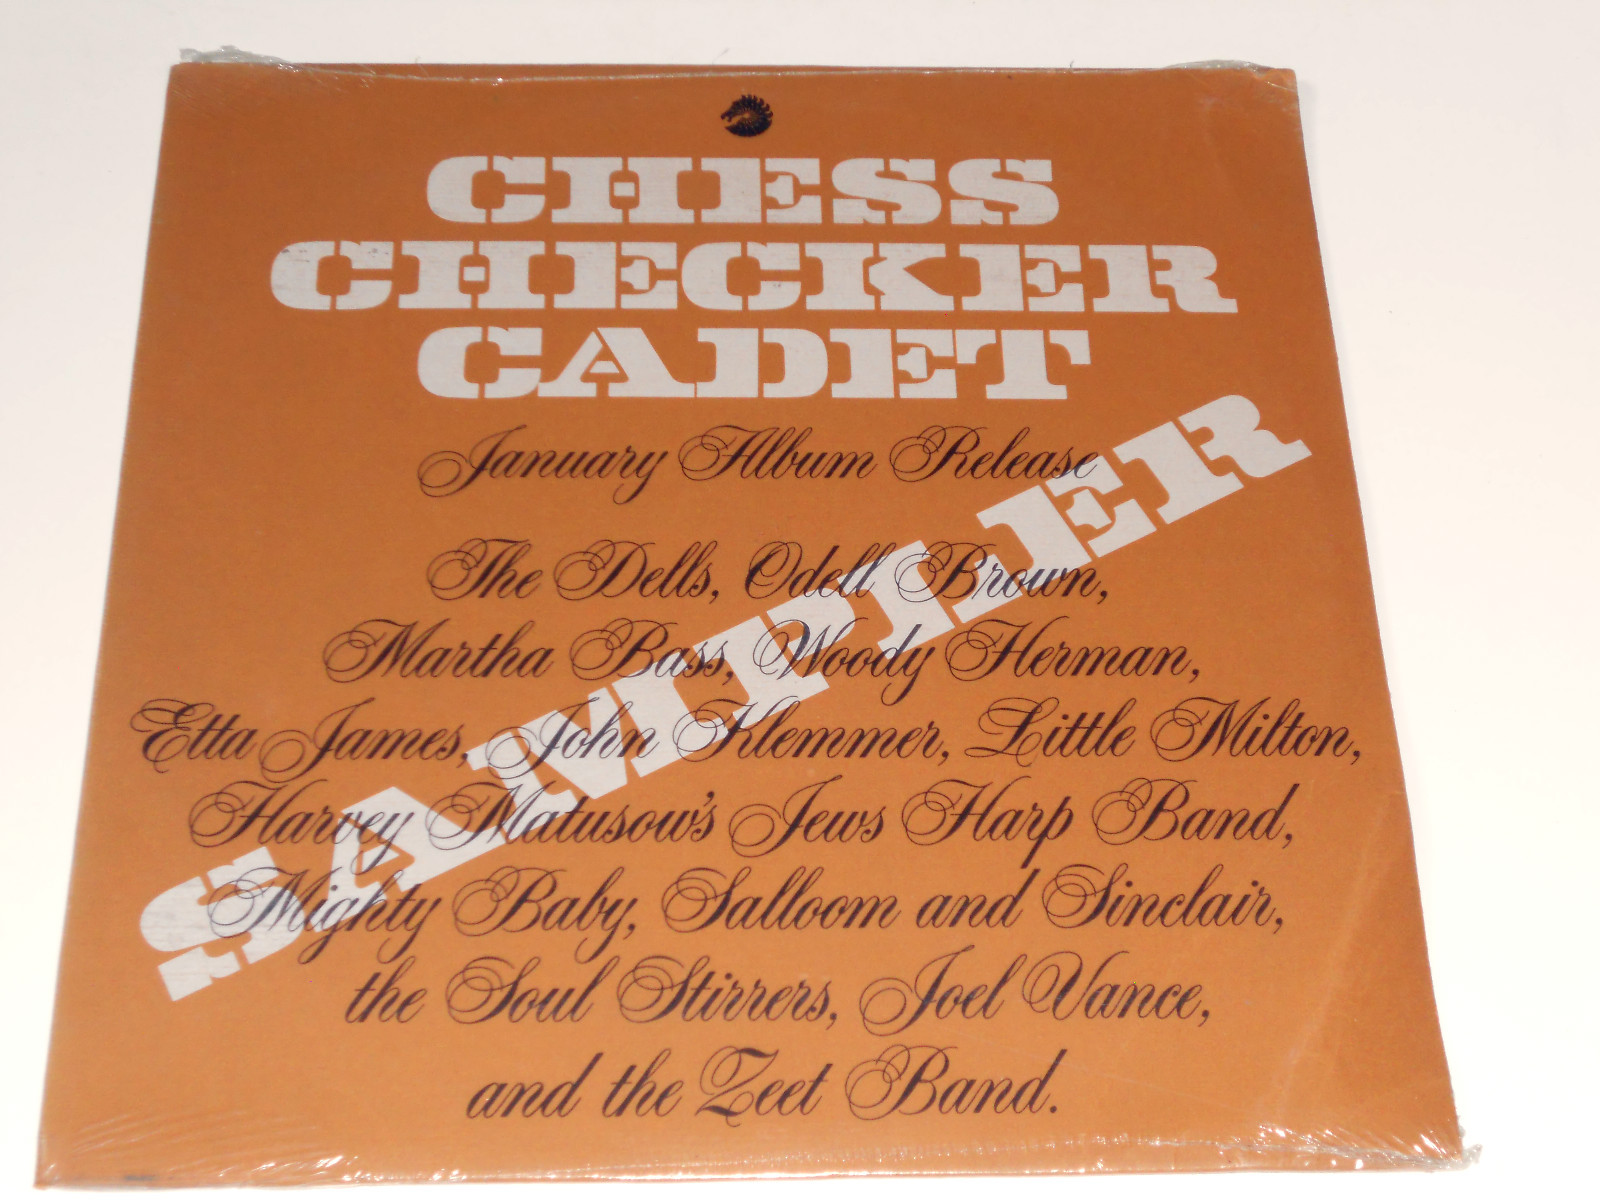 CHESS
CHECKER
CADET
January Album Release
SAMPLER
The Dells, Odell Brown,
Martha Bass, Woody Herman,
Etta James, John Klemmer, Little Milton,
Harvey Matusow's Jews Harp Band,
Mighty Baby, Salloom and Sinclair,
the Soul Stirrers, Joel Vance,
and the Zeet Band.